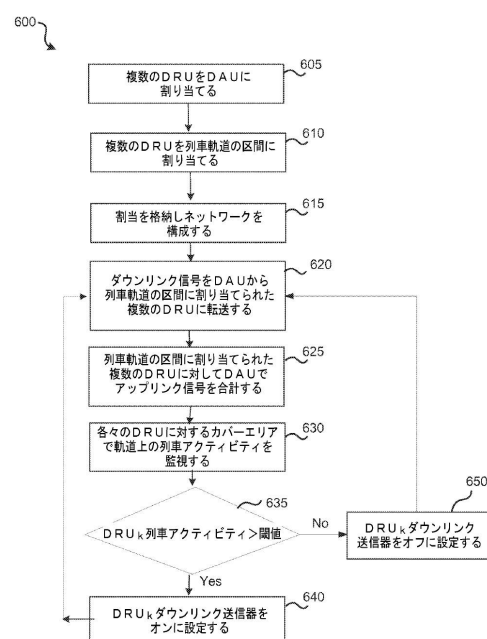 600
複数のDRUをDAUに
割り当てる
605
複数のDRUを列車軌道の区間に
割り当てる
610
割当を格納しネットワークを
構成する
615
ダウンリンク信号をDAUから
列車軌道の区間に割り当てられた
複数のDRUに転送する
620
列車軌道の区間に割り当てられた
複数のDRUに対してDAUで
アップリンク信号を合計する
625
各々のDRUに対するカバーエリア
で軌道上の列車アクティビティを
監視する
630
DRUk列車アクティビティ>閾値
635
No
DRUkダウンリンク
送信器をオフに設定する
650
Yes
DRUkダウンリンク送信器を
オンに設定する
640